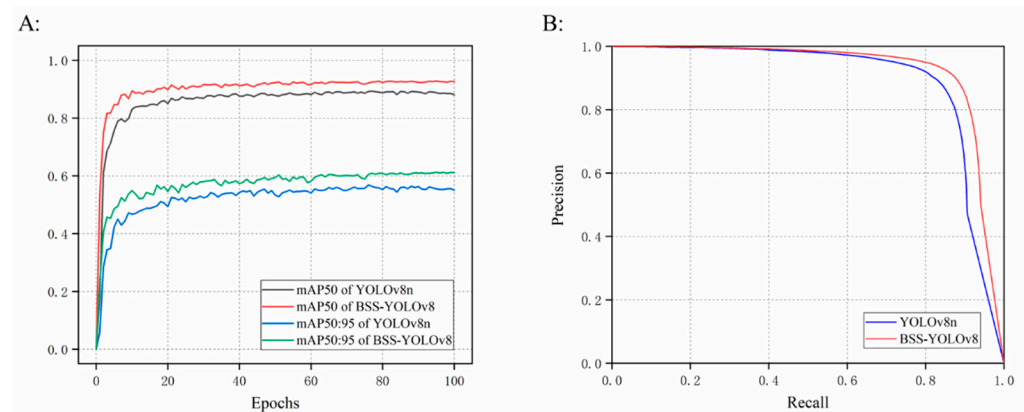 A:
1.0
0.8
0.6
0.4
0.2
0.0
mAP50 of YOLOv8n
mAP50 of BSS-YOLOv8
mAP50:95 of YOLOv8n
mAP50:95 of BSS-YOLOv8
0 20 40 60 80 100
Epochs
B:
Precision
1.0
0.8
0.6
0.4
0.2
0.0
YOLOv8n
BSS-YOLOv8
0.0 0.2 0.4 0.6 0.8 1.0
Recall